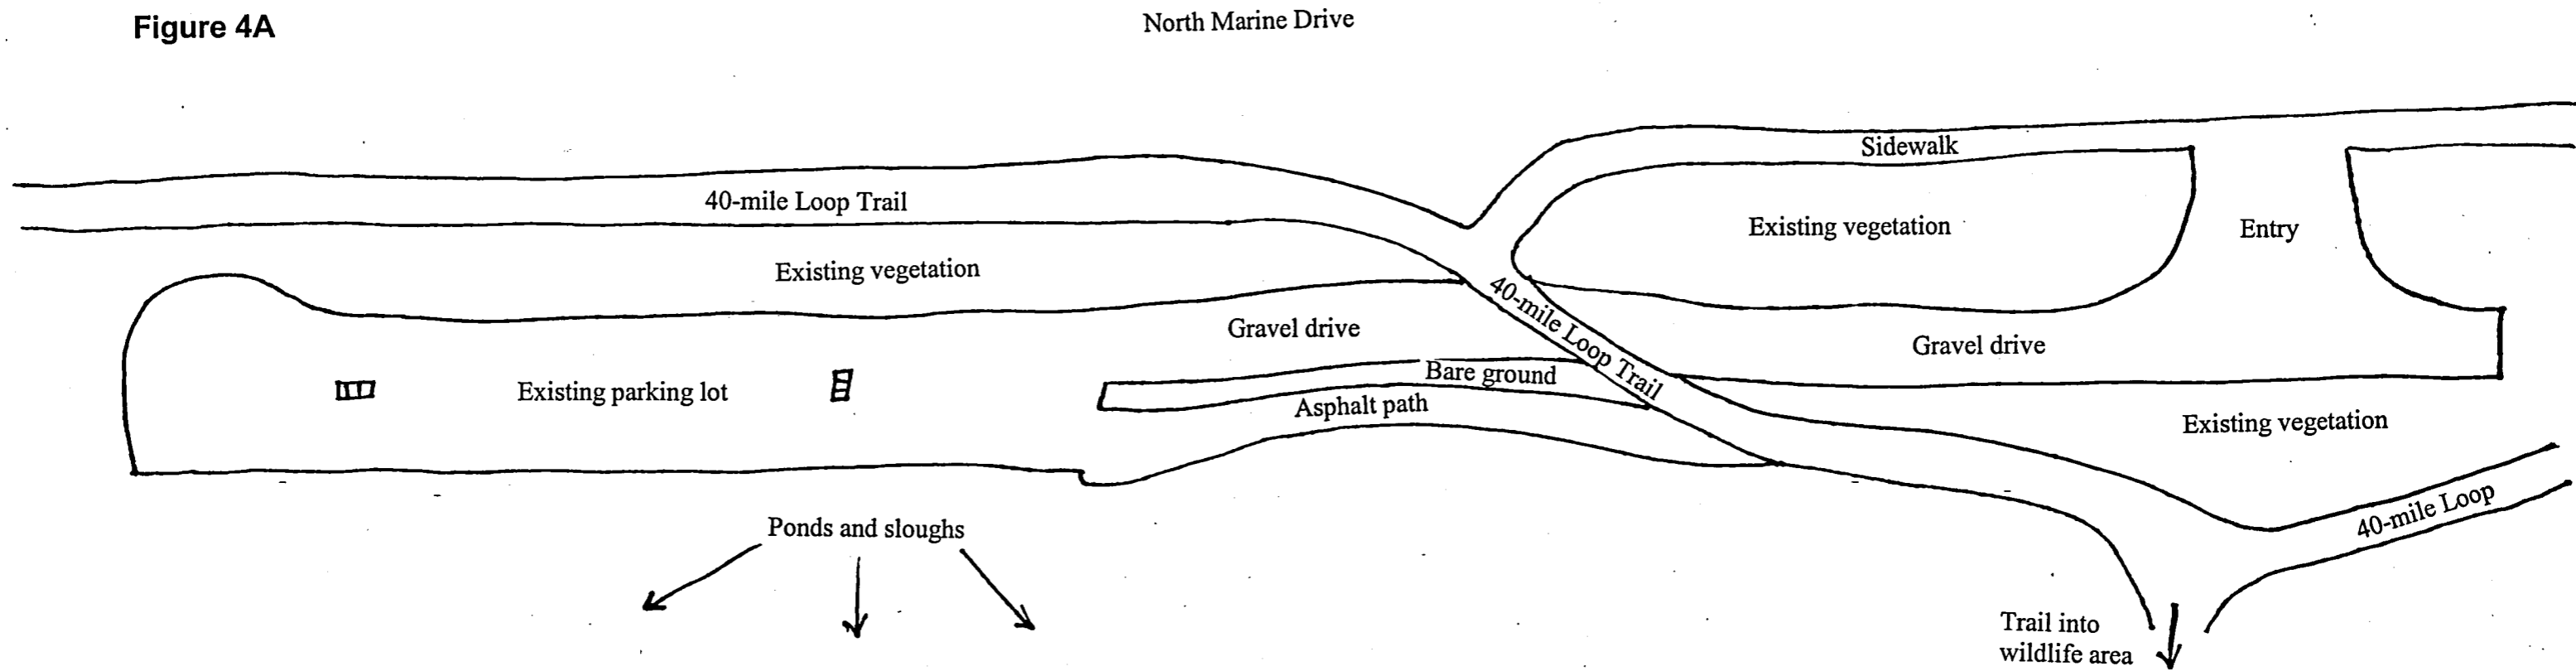 Figure 4A
North Marine Drive
Sidewalk
40-mile Loop Trail
Existing vegetation
Entry
Existing vegetation
40-mile Loop Trail
Gravel drive
Gravel drive
Bare ground
Existing parking lot
Asphalt path
Existing vegetation
40-mile Loop
Ponds and sloughs
Trail into
wildlife area